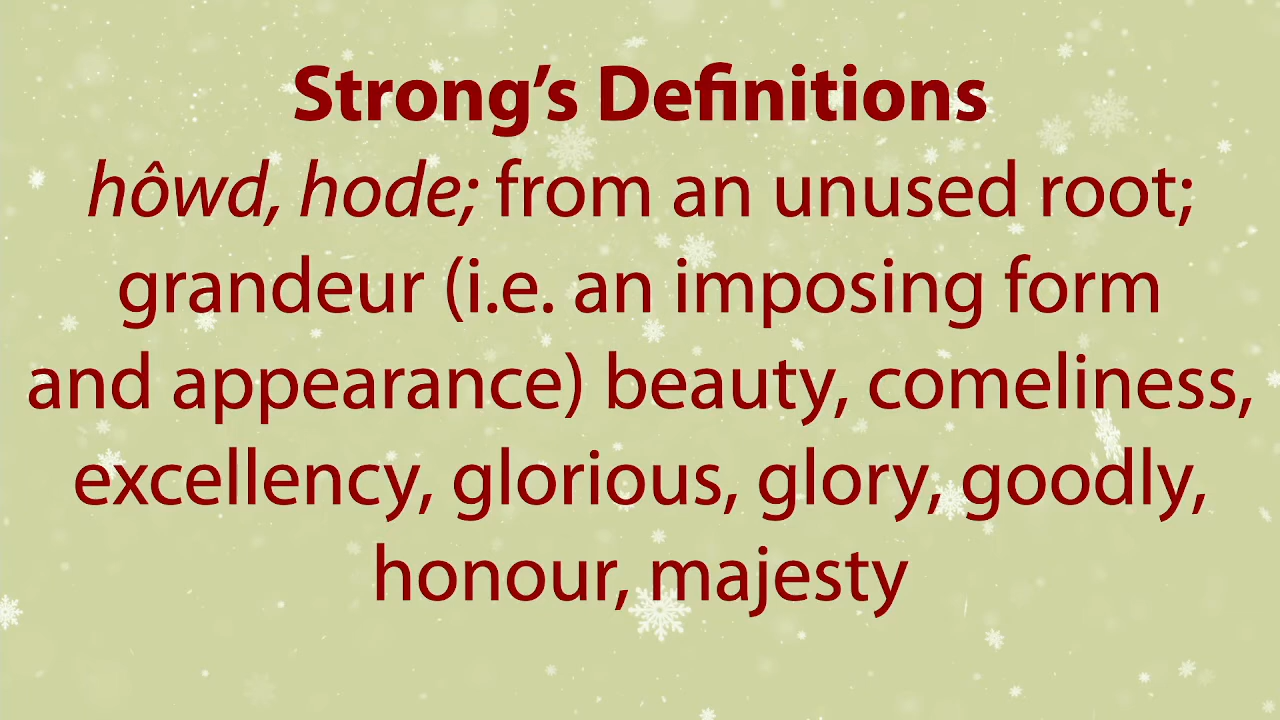 Strong’s Definitions
hôwd, hode; from an unused root;
grandeur (i.e. an imposing form
and appearance) beauty, comeliness,
excellency, glorious, glory, goodly,
honour, majesty